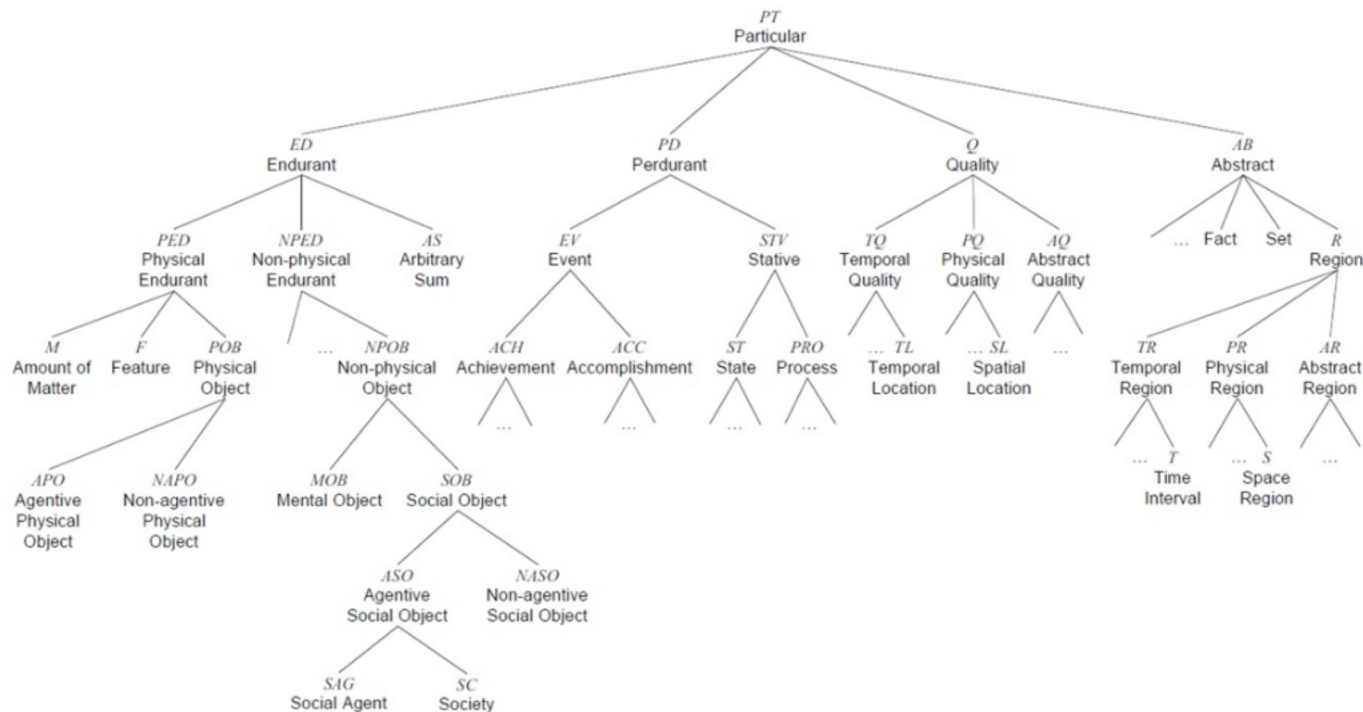 PT
Particular
ED
Endurant
PD
Perdurant
Q
Quality
AB
Abstract
PED
Physical
Endurant
NPED
Non-physical
Endurant
AS
Arbitrary
Sum
EV
Event
STV
Stative
TQ
Temporal
Quality
PQ
Physical
Quality
AQ
Abstract
Quality
...
Fact
Set
R
Region
M
Amount of
Matter
F
Feature
POB
Physical
Object
...
NPOB
Non-physical
Object
ACH
Achievement
...
ACC
Accomplishment
...
ST
State
...
PRO
Process
...
... TL
Temporal
Location
... SL
Spatial
Location
...
TR
Temporal
Region
PR
Physical
Region
AR
Abstract
Region
... T
Time
Interval
... S
Space
Region
...
APO
Agentive
Physical
Object
NAPO
Non-agentive
Physical
Object
MOB
Mental Object
SOB
Social Object
ASO
Agentive
Social Object
NASO
Non-agentive
Social Object
SAG
Social Agent
SC
Society